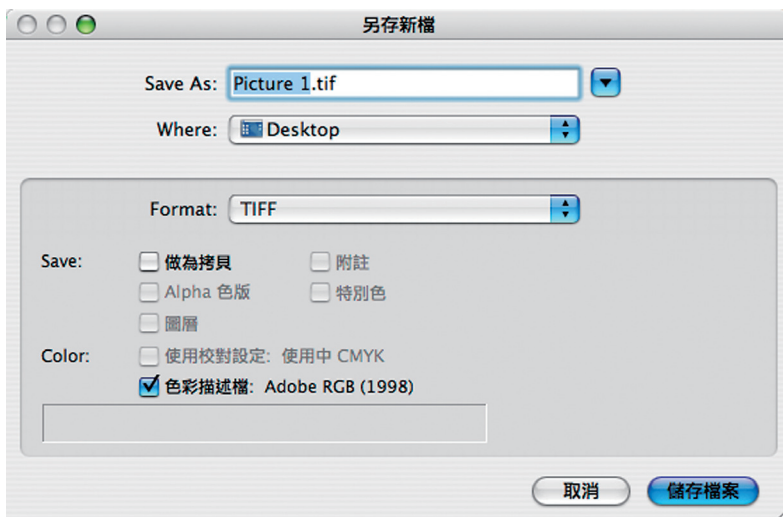 另存新檔
Save As: Picture 1.tif
Where: Desktop
Format: TIFF
Save: 做為拷貝 附註
Alpha 色版 特別色
圖層
Color: 使用校對設定: 使用中 CMYK
色彩描述檔: Adobe RGB (1998)
取消 儲存檔案